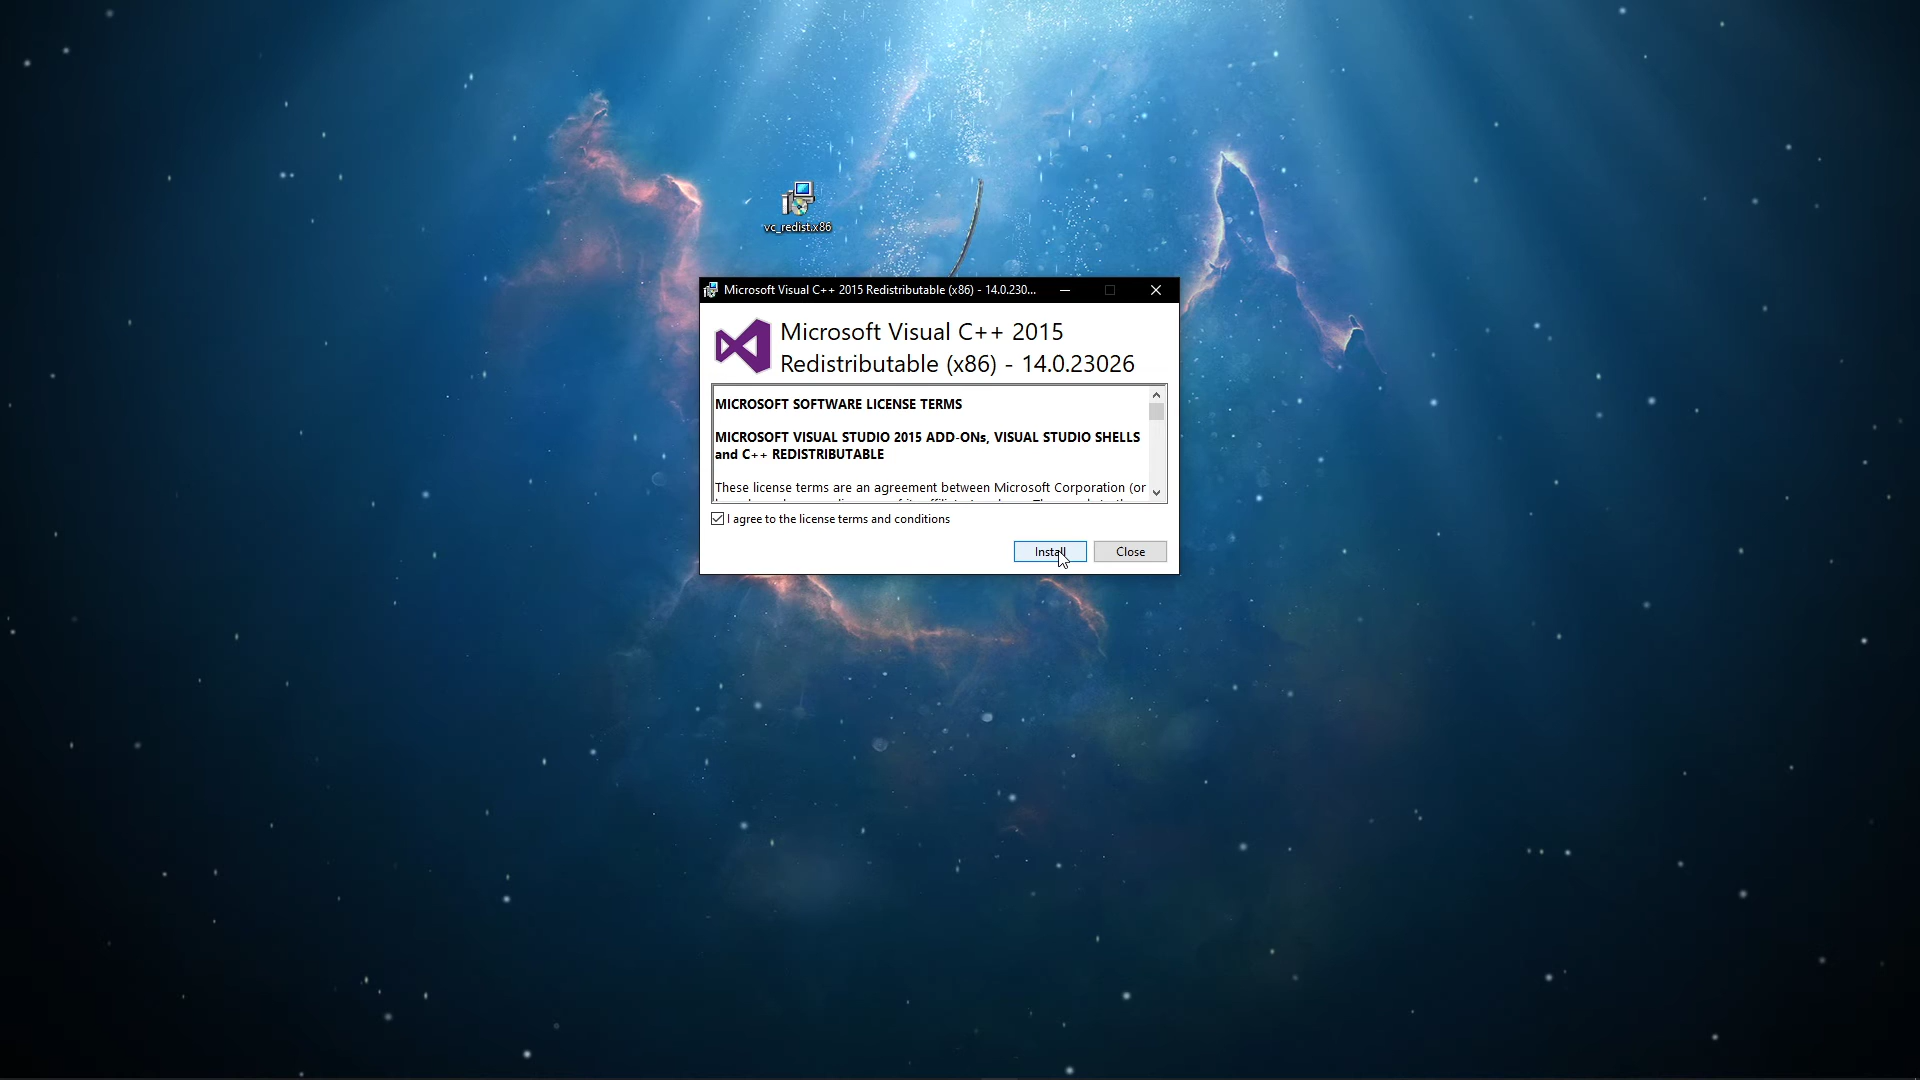 vc_redist.x86
Microsoft Visual C++ 2015 Redistributable (x86) - 14.0.230...
Microsoft Visual C++ 2015
Redistributable (x86) - 14.0.23026
MICROSOFT SOFTWARE LICENSE TERMS
MICROSOFT VISUAL STUDIO 2015 ADD-ONs, VISUAL STUDIO SHELLS
and C++ REDISTRIBUTABLE
These license terms are an agreement between Microsoft Corporation (or
I agree to the license terms and conditions
Install
Close